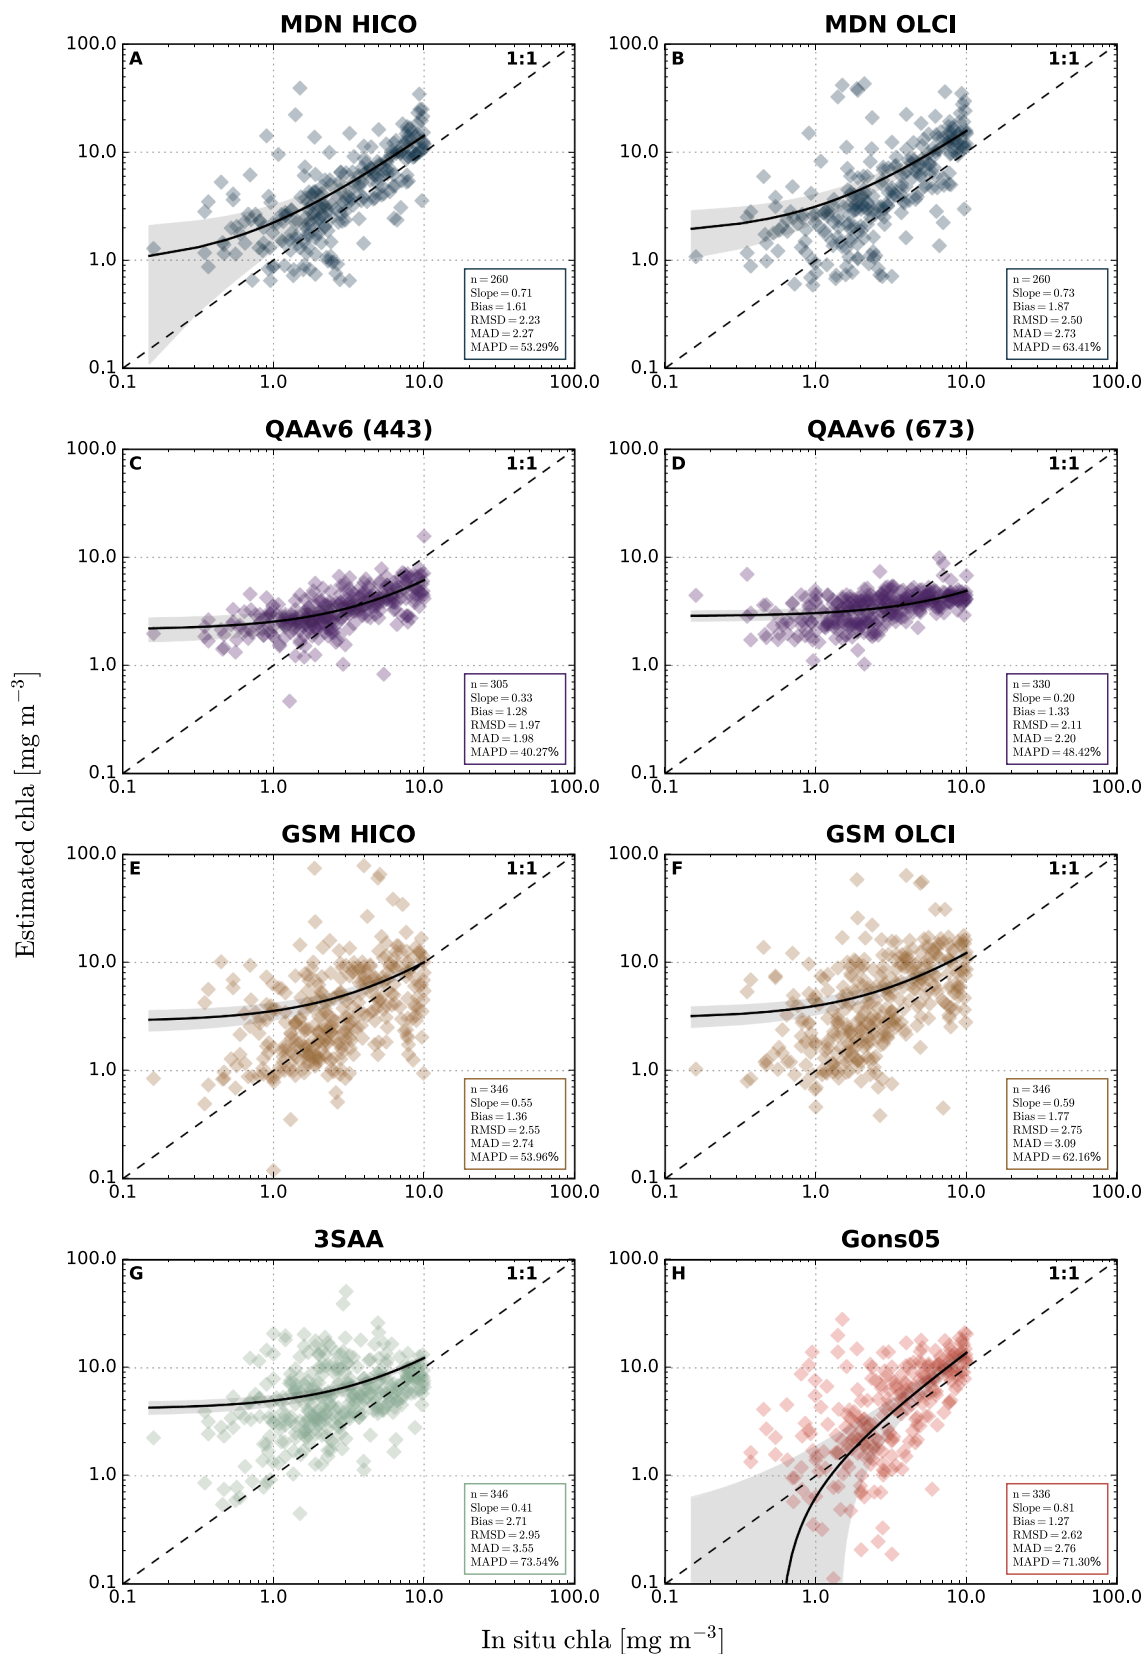 MDN HICO
MDN OLCI
A
1:1
100.0
10.0
1.0
0.1
n = 260
Slope = 0.71
Bias = 1.61
RMSD = 2.23
MAD = 2.27
MAPD = 53.29%
0.1
1.0
10.0
100.0
B
1:1
100.0
10.0
1.0
0.1
n = 260
Slope = 0.73
Bias = 1.87
RMSD = 2.50
MAD = 2.73
MAPD = 63.41%
0.1
1.0
10.0
100.0
QAAv6 (443)
QAAv6 (673)
C
1:1
100.0
10.0
1.0
0.1
n = 305
Slope = 0.33
Bias = 1.28
RMSD = 1.97
MAD = 1.98
MAPD = 40.27%
0.1
1.0
10.0
100.0
D
1:1
100.0
10.0
1.0
0.1
n = 330
Slope = 0.20
Bias = 1.33
RMSD = 2.11
MAD = 2.20
MAPD = 48.42%
0.1
1.0
10.0
100.0
Estimated chla [mg m⁻³]
GSM HICO
GSM OLCI
E
1:1
100.0
10.0
1.0
0.1
n = 346
Slope = 0.55
Bias = 1.36
RMSD = 2.55
MAD = 2.74
MAPD = 53.96%
0.1
1.0
10.0
100.0
F
1:1
100.0
10.0
1.0
0.1
n = 346
Slope = 0.59
Bias = 1.77
RMSD = 2.75
MAD = 3.09
MAPD = 62.16%
0.1
1.0
10.0
100.0
3SAA
Gons05
G
1:1
100.0
10.0
1.0
0.1
n = 346
Slope = 0.41
Bias = 2.71
RMSD = 2.95
MAD = 3.55
MAPD = 73.54%
0.1
1.0
10.0
100.0
H
1:1
100.0
10.0
1.0
0.1
n = 336
Slope = 0.81
Bias = 1.27
RMSD = 2.62
MAD = 2.76
MAPD = 71.30%
0.1
1.0
10.0
100.0
In situ chla [mg m⁻³]